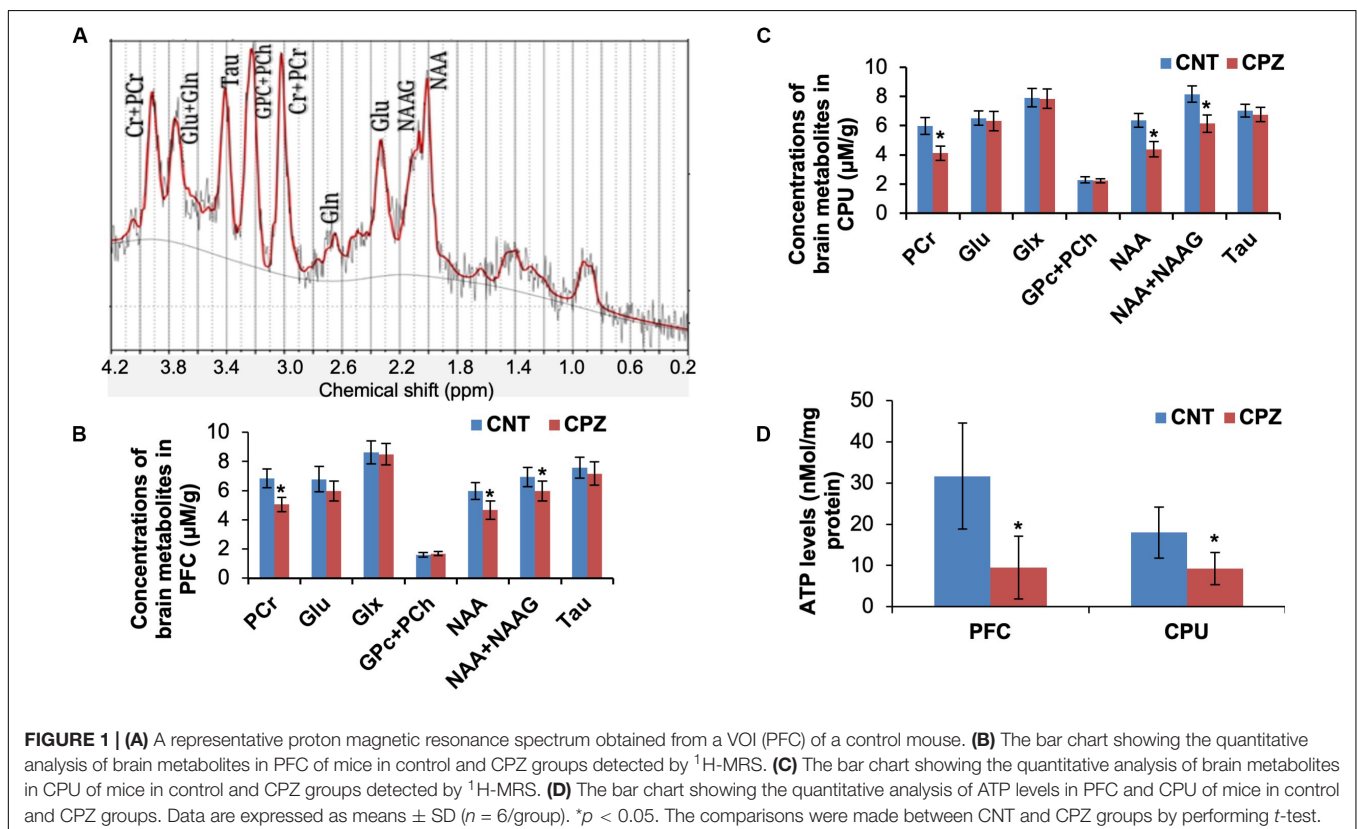 A
Cr+PCr
Glu+Gln
Tau
GPC+PCh
Cr+PCr
Gln
Glu
NAAG
NAA
4.2 3.8 3.4 3.0 2.6 2.2 1.8 1.4 1.0 0.6 0.2
Chemical shift (ppm)
B
CNT CPZ
Concentrations of
brain metabolites in
PFC (µM/g)
10
8
6
4
2
0
* * *
PCr Glu Glx GPc+PCh NAA NAA+NAAG Tau
C
CNT CPZ
Concentrations of
brain metabolites in
CPU (µM/g)
10
8
6
4
2
0
* * *
PCr Glu Glx GPc+PCh NAA NAA+NAAG Tau
D
CNT CPZ
ATP levels (nMol/mg
protein)
50
40
30
20
10
0
* *
PFC CPU
FIGURE 1 | (A) A representative proton magnetic resonance spectrum obtained from a VOI (PFC) of a control mouse. (B) The bar chart showing the quantitative
analysis of brain metabolites in PFC of mice in control and CPZ groups detected by ¹H-MRS. (C) The bar chart showing the quantitative analysis of brain metabolites
in CPU of mice in control and CPZ groups detected by ¹H-MRS. (D) The bar chart showing the quantitative analysis of ATP levels in PFC and CPU of mice in control
and CPZ groups. Data are expressed as means ± SD (n = 6/group). *p < 0.05. The comparisons were made between CNT and CPZ groups by performing t-test.